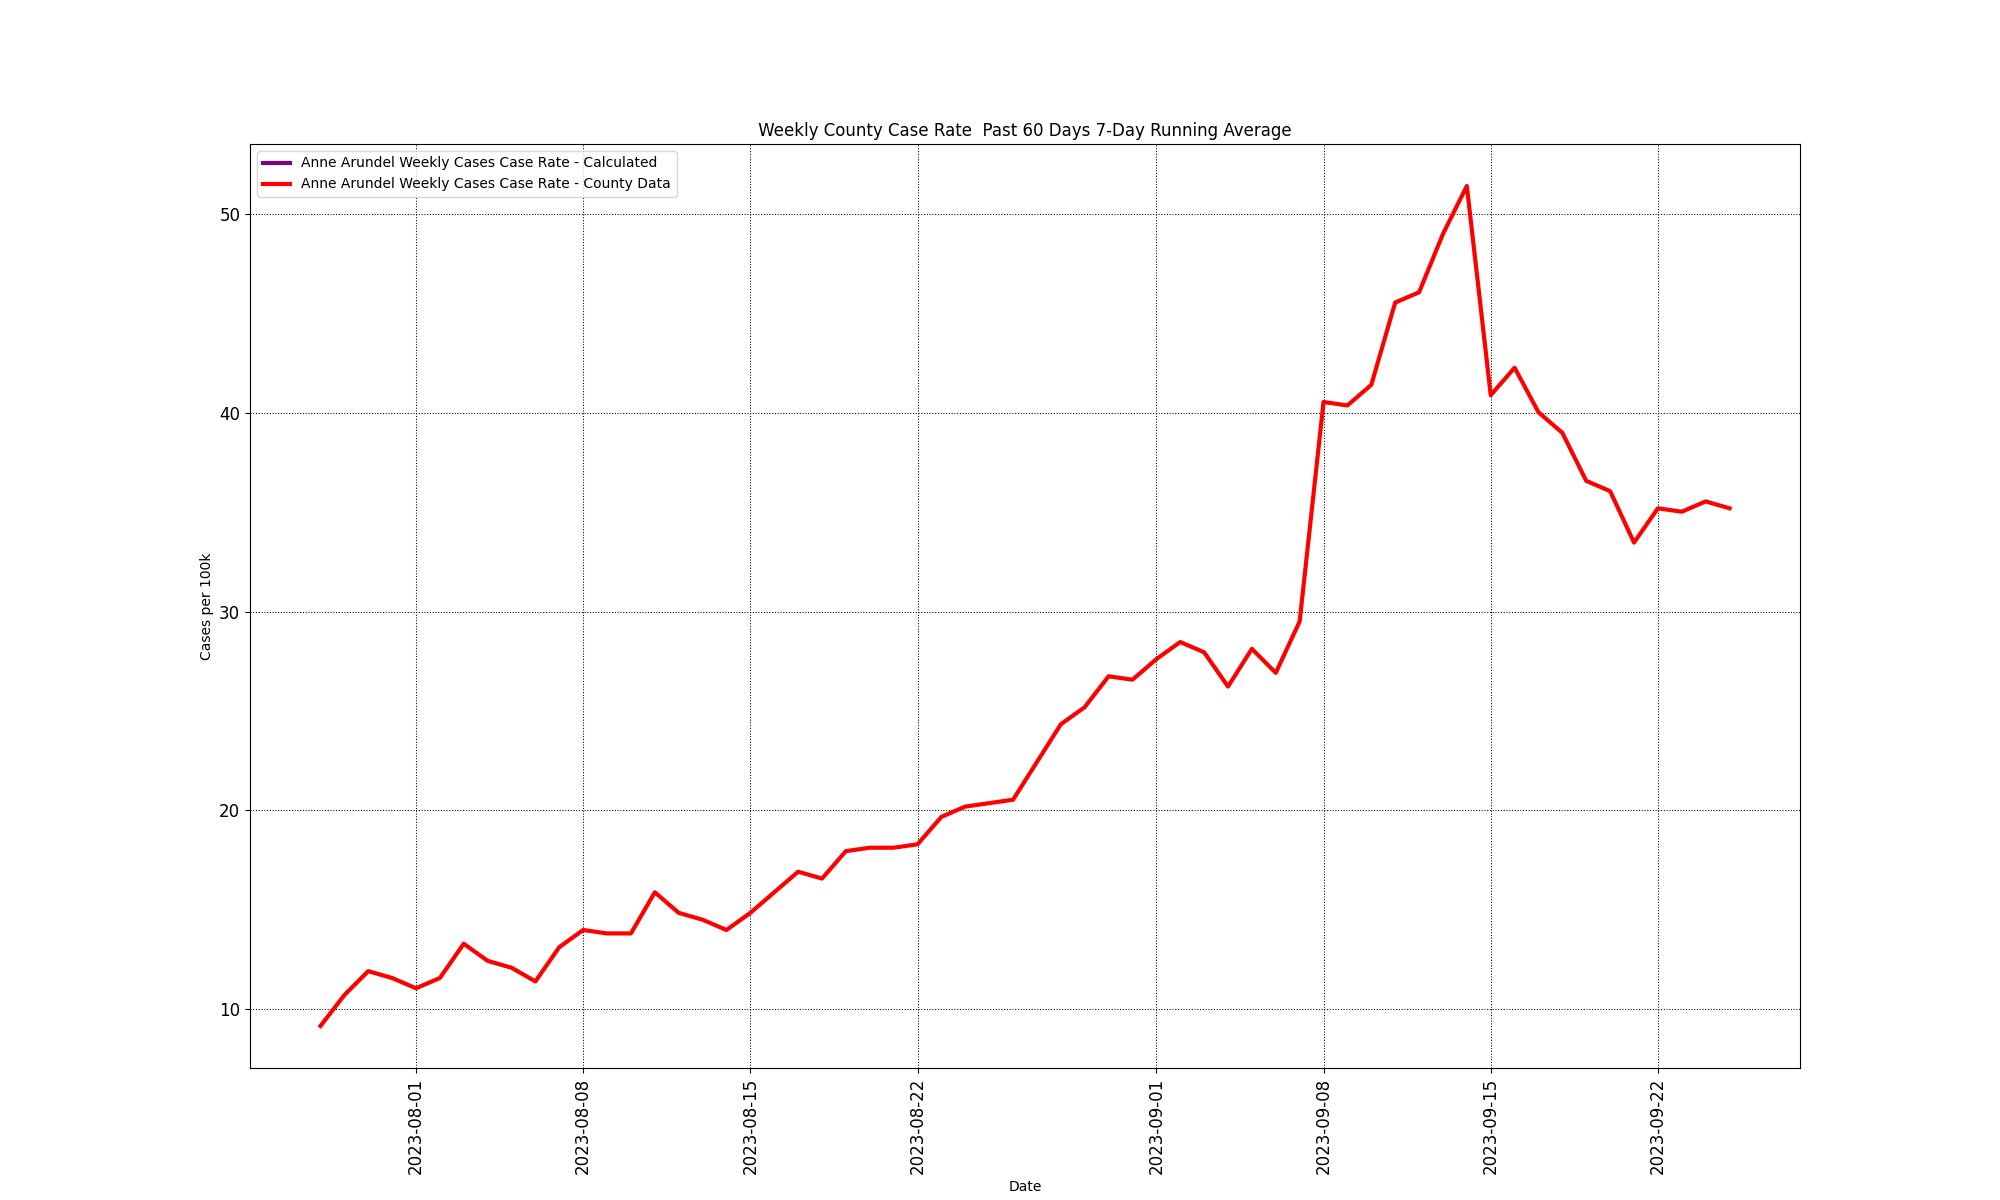 Weekly County Case Rate  Past 60 Days 7-Day Running Average
Anne Arundel Weekly Cases Case Rate - Calculated
Anne Arundel Weekly Cases Case Rate - County Data
50
40
30
20
10
Cases per 100k
2023-08-01
2023-08-08
2023-08-15
2023-08-22
2023-09-01
2023-09-08
2023-09-15
2023-09-22
Date